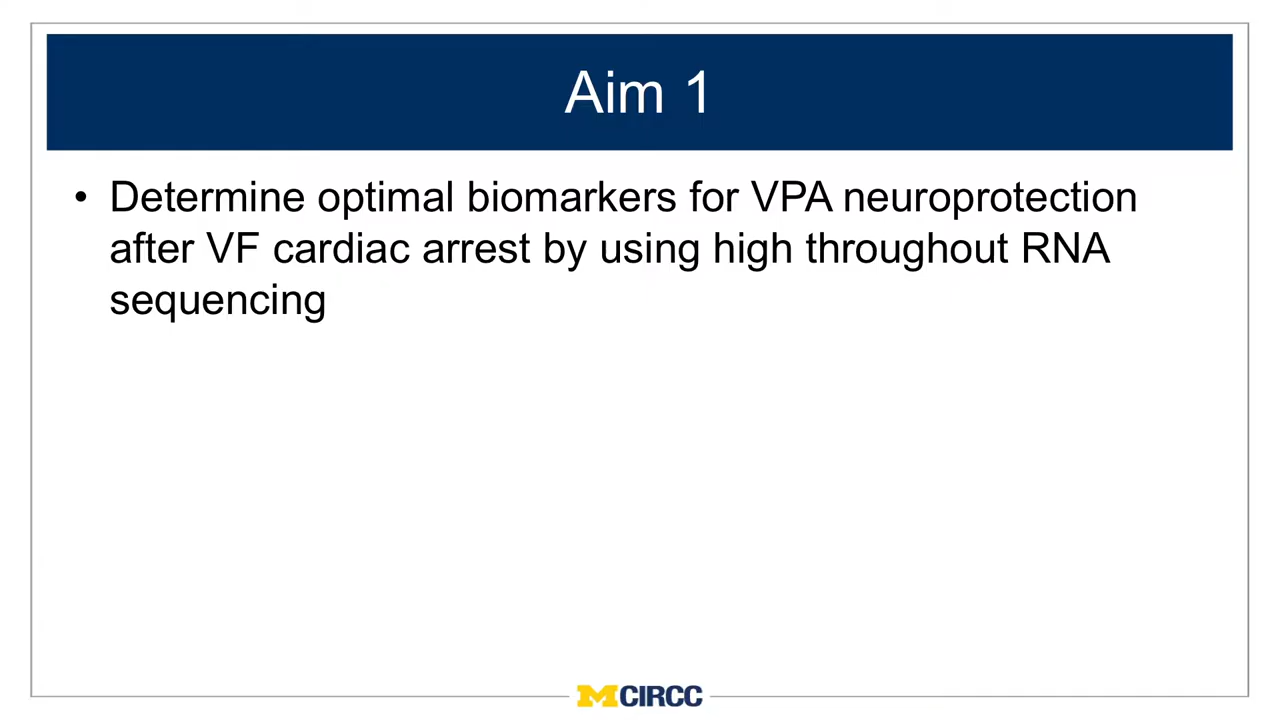 Aim 1
• Determine optimal biomarkers for VPA neuroprotection
after VF cardiac arrest by using high throughout RNA
sequencing
MCIRCC